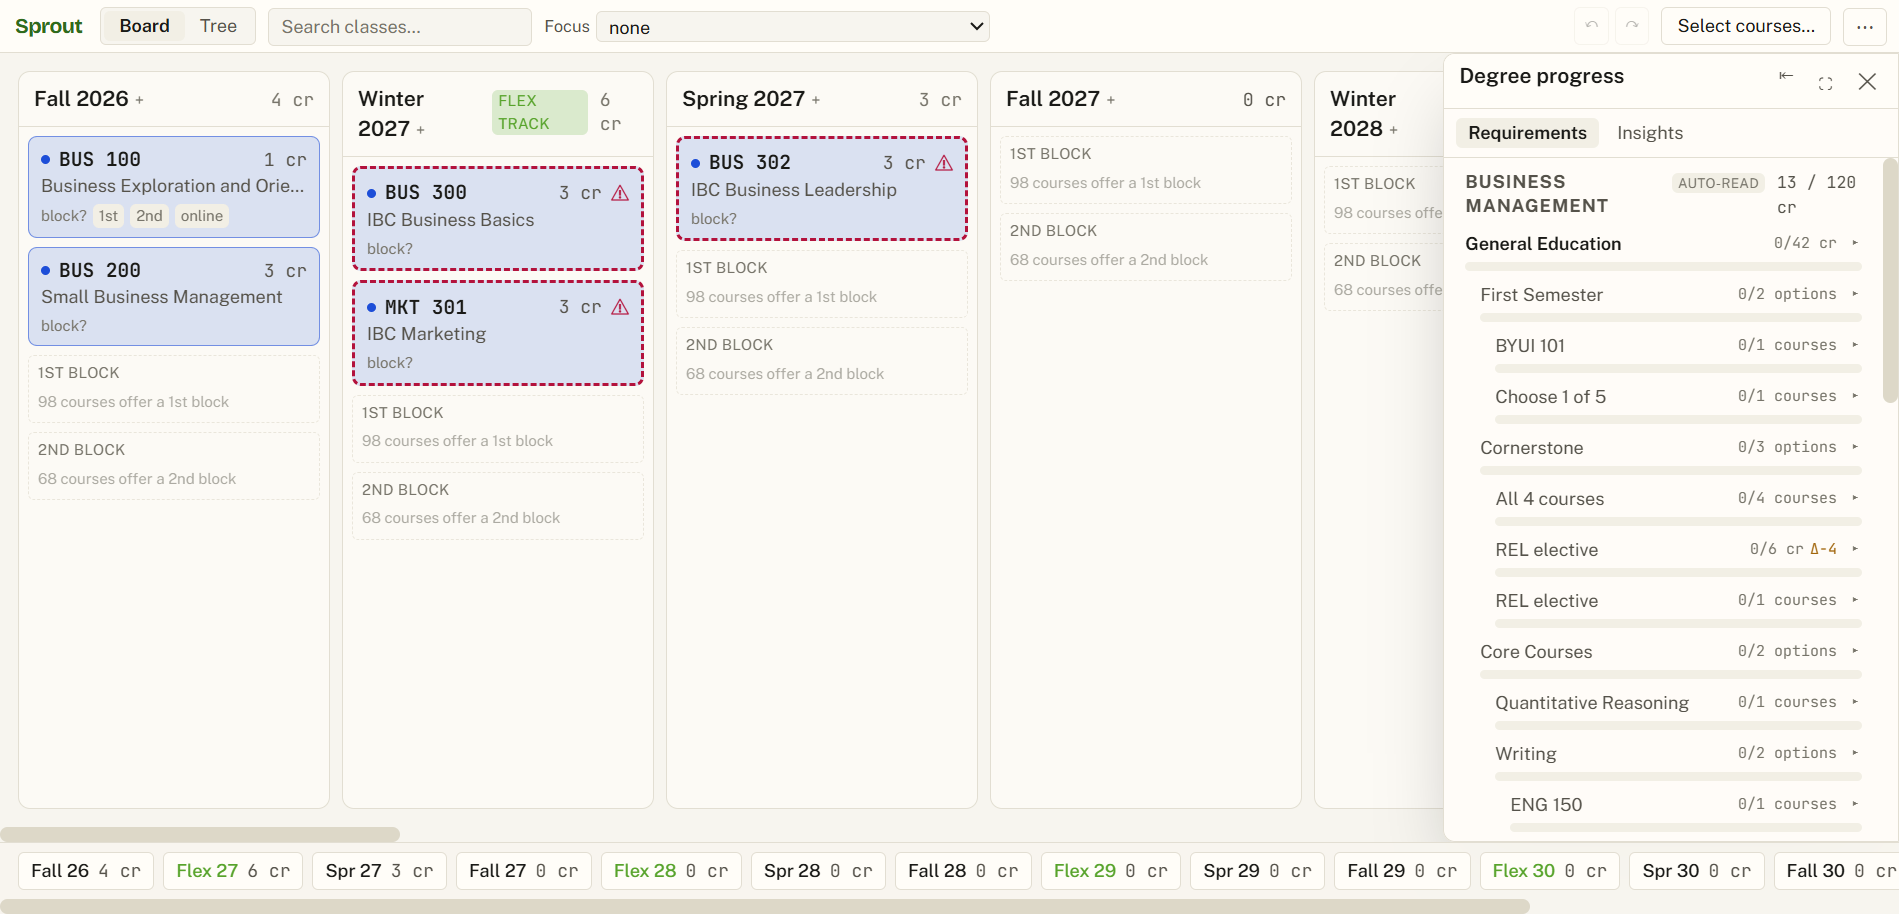 Sprout Board Tree Search classes... Focus none Select courses... ...
Fall 2026 + 4 cr
BUS 100 1 cr
Business Exploration and Orie...
block? 1st 2nd online
BUS 200 3 cr
Small Business Management
block?
1ST BLOCK
98 courses offer a 1st block
2ND BLOCK
68 courses offer a 2nd block
Winter 2027 + FLEX TRACK 6 cr
BUS 300 3 cr
IBC Business Basics
block?
MKT 301 3 cr
IBC Marketing
block?
1ST BLOCK
98 courses offer a 1st block
2ND BLOCK
68 courses offer a 2nd block
Spring 2027 + 3 cr
BUS 302 3 cr
IBC Business Leadership
block?
1ST BLOCK
98 courses offer a 1st block
2ND BLOCK
68 courses offer a 2nd block
Fall 2027 + 0 cr
1ST BLOCK
98 courses offer a 1st block
2ND BLOCK
68 courses offer a 2nd block
Winter 2028 +
1ST BLOCK
98 courses offe
2ND BLOCK
68 courses offe
Degree progress
Requirements Insights
BUSINESS MANAGEMENT AUTO-READ 13 / 120 cr
General Education 0/42 cr
First Semester 0/2 options
BYUI 101 0/1 courses
Choose 1 of 5 0/1 courses
Cornerstone 0/3 options
All 4 courses 0/4 courses
REL elective 0/6 cr Δ-4
REL elective 0/1 courses
Core Courses 0/2 options
Quantitative Reasoning 0/1 courses
Writing 0/2 options
ENG 150 0/1 courses
Fall 26 4 cr Flex 27 6 cr Spr 27 3 cr Fall 27 0 cr Flex 28 0 cr Spr 28 0 cr Fall 28 0 cr Flex 29 0 cr Spr 29 0 cr Fall 29 0 cr Flex 30 0 cr Spr 30 0 cr Fall 30 0 cr